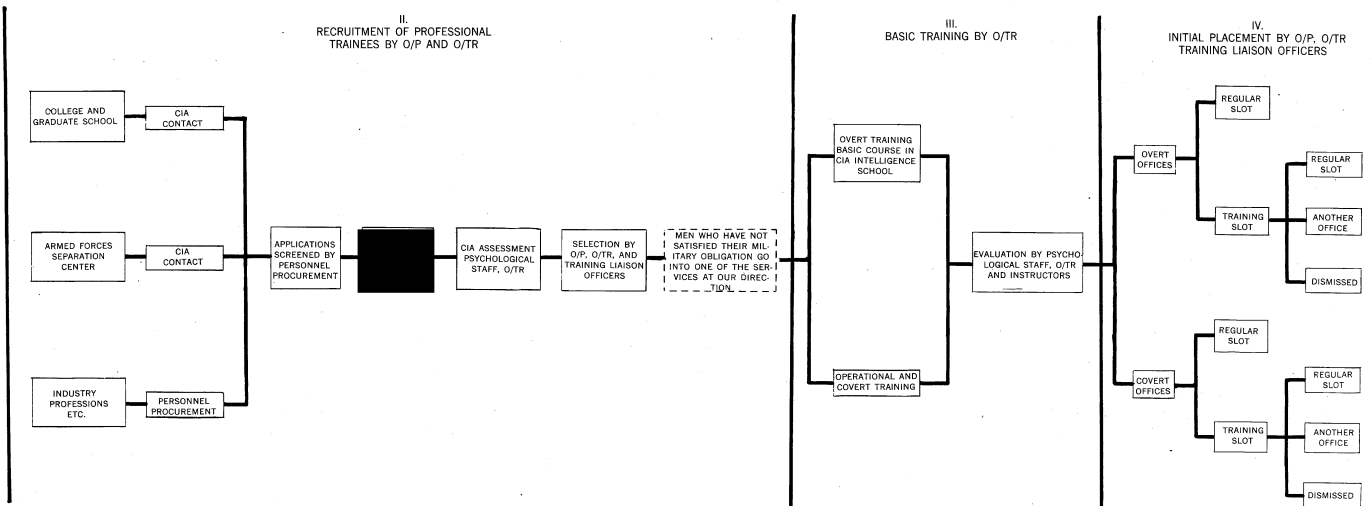 II.
RECRUITMENT OF PROFESSIONAL
TRAINEES BY O/P AND O/TR
COLLEGE AND
GRADUATE SCHOOL
CIA
CONTACT
ARMED FORCES
SEPARATION
CENTER
CIA
CONTACT
INDUSTRY
PROFESSIONS
ETC.
PERSONNEL
PROCUREMENT
APPLICATIONS
SCREENED BY
PERSONNEL
PROCUREMENT
CIA ASSESSMENT
PSYCHOLOGICAL
STAFF, O/TR
SELECTION BY
O/P, O/TR, AND
TRAINING LIAISON
OFFICERS
MEN WHO HAVE NOT
SATISFIED THEIR MIL-
ITARY OBLIGATION GO
INTO ONE OF THE SER-
VICES AT OUR DIREC-
TION
III.
BASIC TRAINING BY O/TR
OVERT TRAINING
BASIC COURSE IN
CIA INTELLIGENCE
SCHOOL
OPERATIONAL AND
COVERT TRAINING
EVALUATION BY PSYCHO-
LOGICAL STAFF, O/TR
AND INSTRUCTORS
IV.
INITIAL PLACEMENT BY O/P, O/TR
TRAINING LIAISON OFFICERS
OVERT
OFFICES
REGULAR
SLOT
TRAINING
SLOT
REGULAR
SLOT
ANOTHER
OFFICE
DISMISSED
COVERT
OFFICES
REGULAR
SLOT
TRAINING
SLOT
REGULAR
SLOT
ANOTHER
OFFICE
DISMISSED